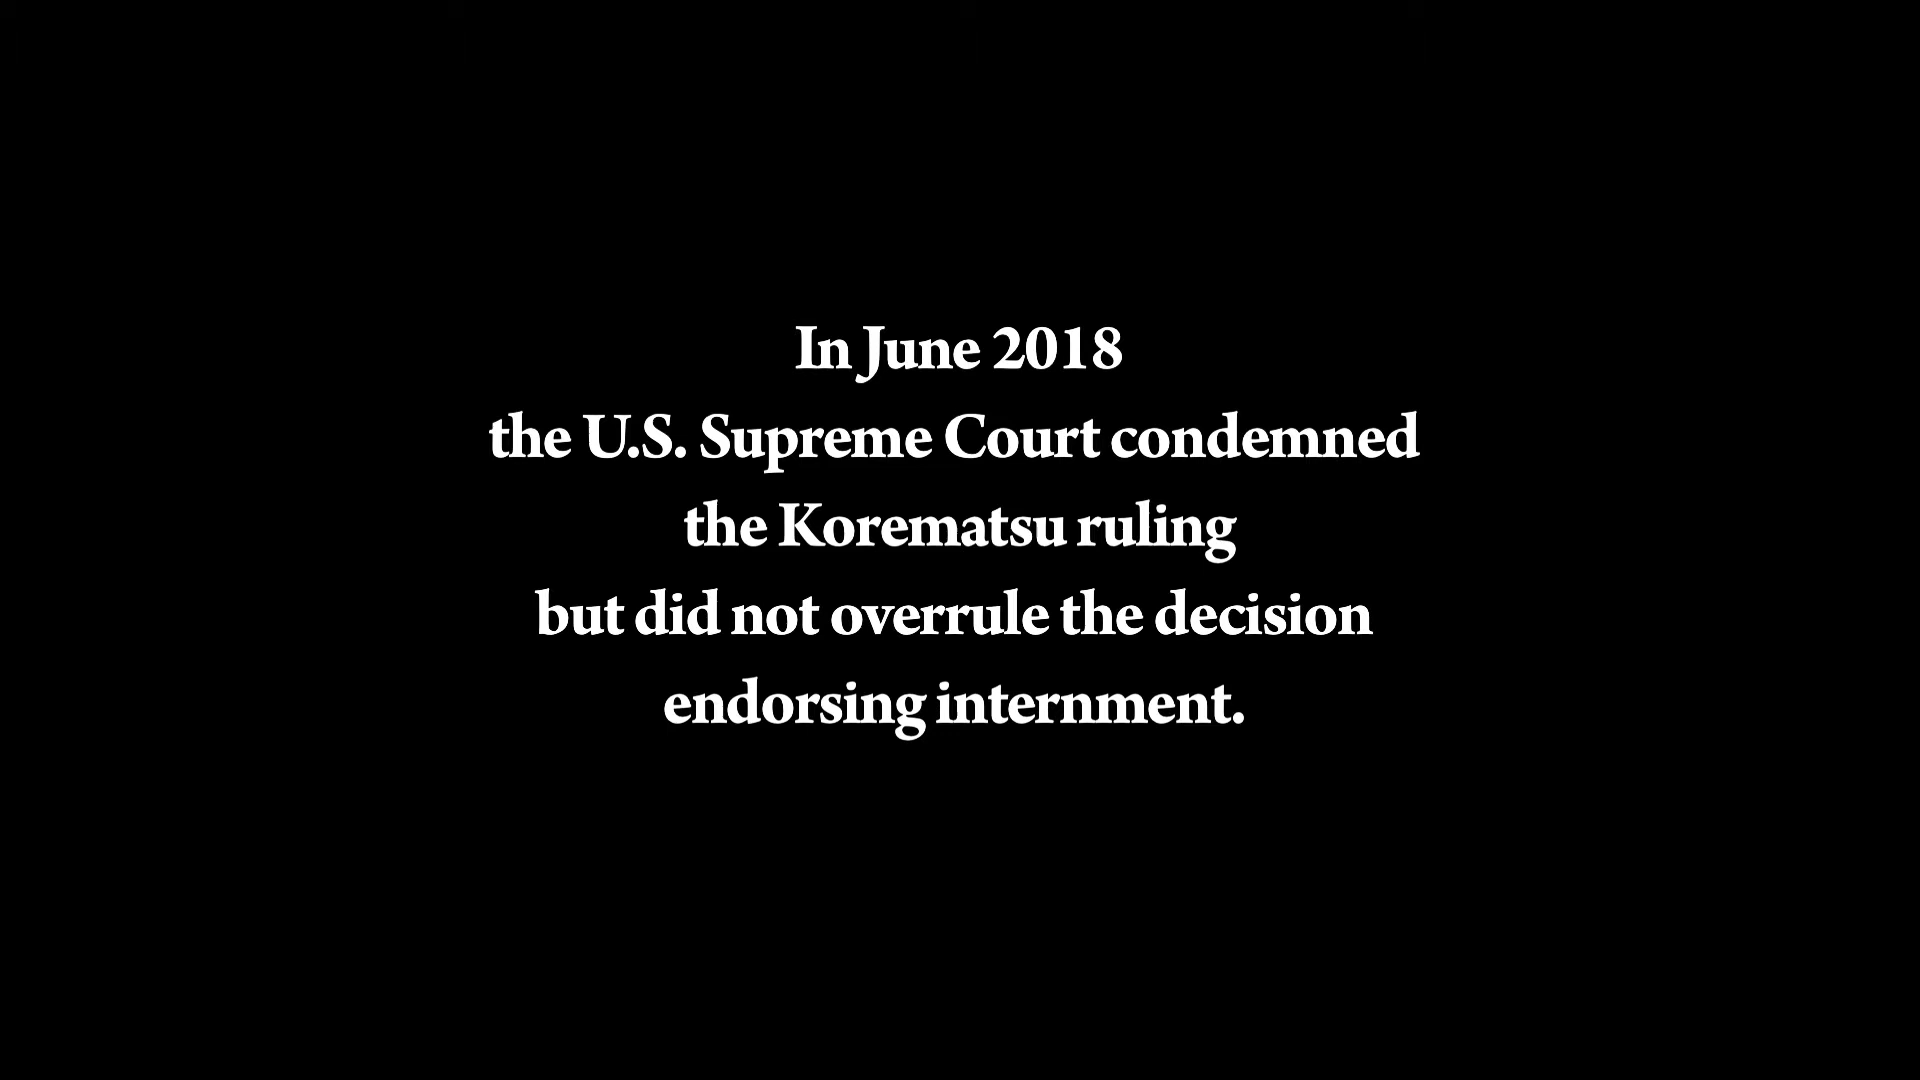 In June 2018
the U.S. Supreme Court condemned
the Korematsu ruling
but did not overrule the decision
endorsing internment.